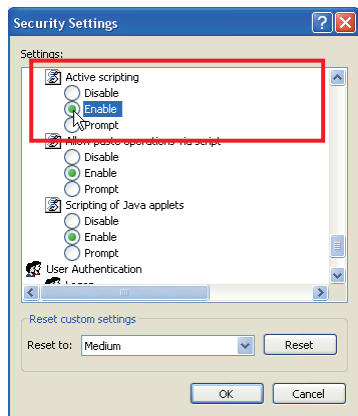 Security Settings
Settings:
Active scripting
Disable
Enable
Prompt
Allow paste operations via script
Disable
Enable
Prompt
Scripting of Java applets
Disable
Enable
Prompt
User Authentication
Logon
Reset custom settings
Reset to: Medium Reset
OK Cancel